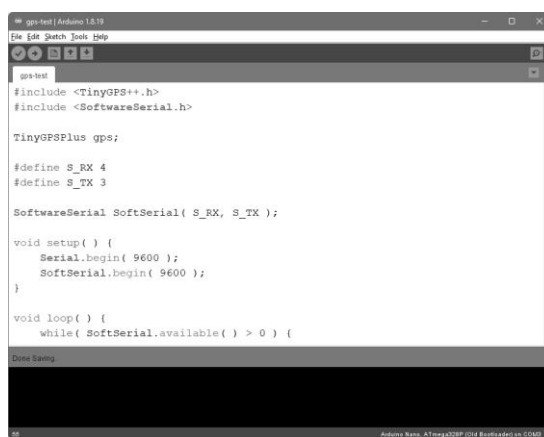 gps-test | Arduino 1.8.19
File Edit Sketch Tools Help
gps-test
#include <TinyGPS++.h>
#include <SoftwareSerial.h>
TinyGPSPlus gps;
#define S_RX 4
#define S_TX 3
SoftwareSerial SoftSerial( S_RX, S_TX );
void setup( ) {
Serial.begin( 9600 );
SoftSerial.begin( 9600 );
}
void loop( ) {
while( SoftSerial.available( ) > 0 ) {
Done Saving.
Arduino Nano, ATmega328P (Old Bootloader) on COM3